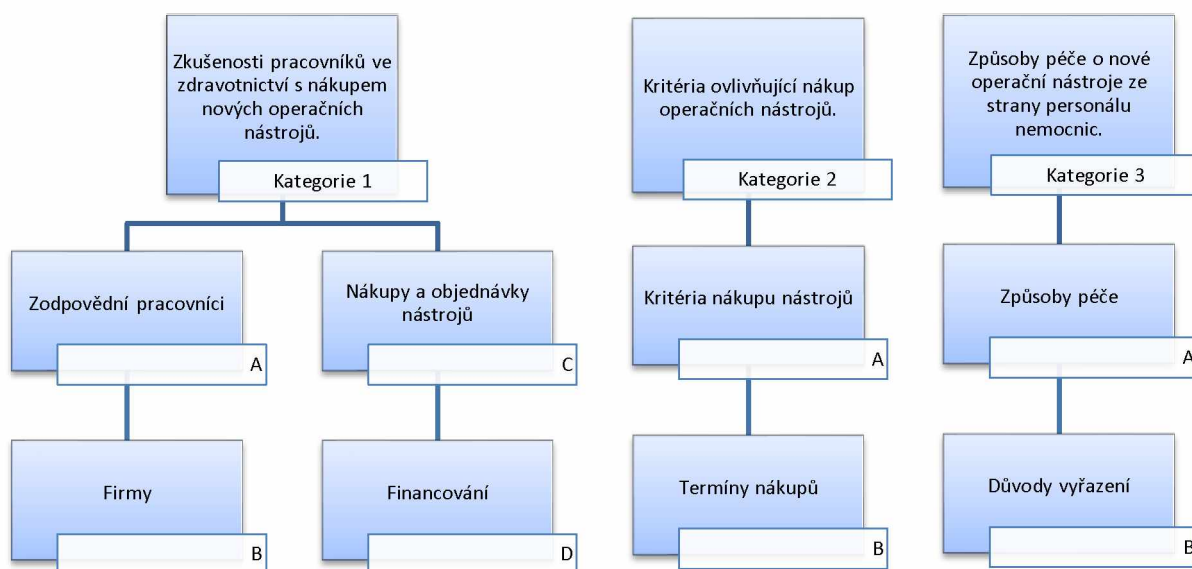 Zkušenosti pracovníků ve
zdravotnictví s nákupem
nových operačních
nástrojů.
Kategorie 1
Zodpovědní pracovníci
A
Firmy
B
Nákupy a objednávky
nástrojů
C
Financování
D
Kritéria ovlivňující nákup
operačních nástrojů.
Kategorie 2
Kritéria nákupu nástrojů
A
Termíny nákupů
B
Způsoby péče o nové
operační nástroje ze
strany personálu
nemocnic.
Kategorie 3
Způsoby péče
A
Důvody vyřazení
B